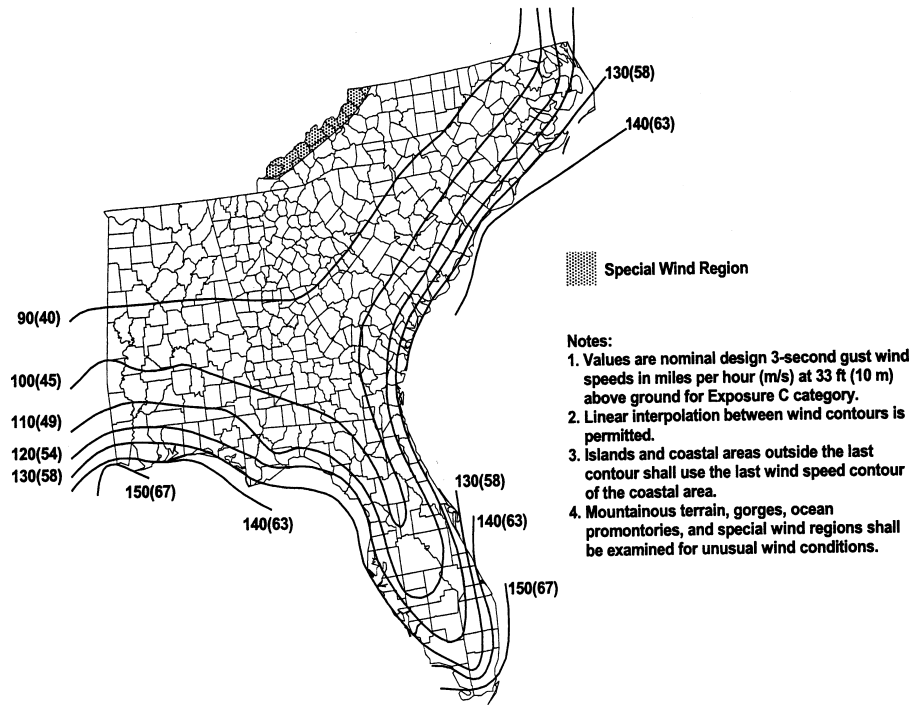 130(58)
140(63)
Special Wind Region
90(40)
100(45)
110(49)
120(54)
130(58)
150(67)
140(63)
130(58)
140(63)
150(67)
Notes:
1. Values are nominal design 3-second gust wind
speeds in miles per hour (m/s) at 33 ft (10 m)
above ground for Exposure C category.
2. Linear interpolation between wind contours is
permitted.
3. Islands and coastal areas outside the last
contour shall use the last wind speed contour
of the coastal area.
4. Mountainous terrain, gorges, ocean
promontories, and special wind regions shall
be examined for unusual wind conditions.